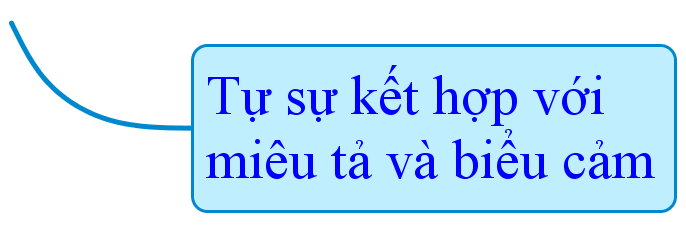 Tự sự kết hợp với
miêu tả và biểu cảm